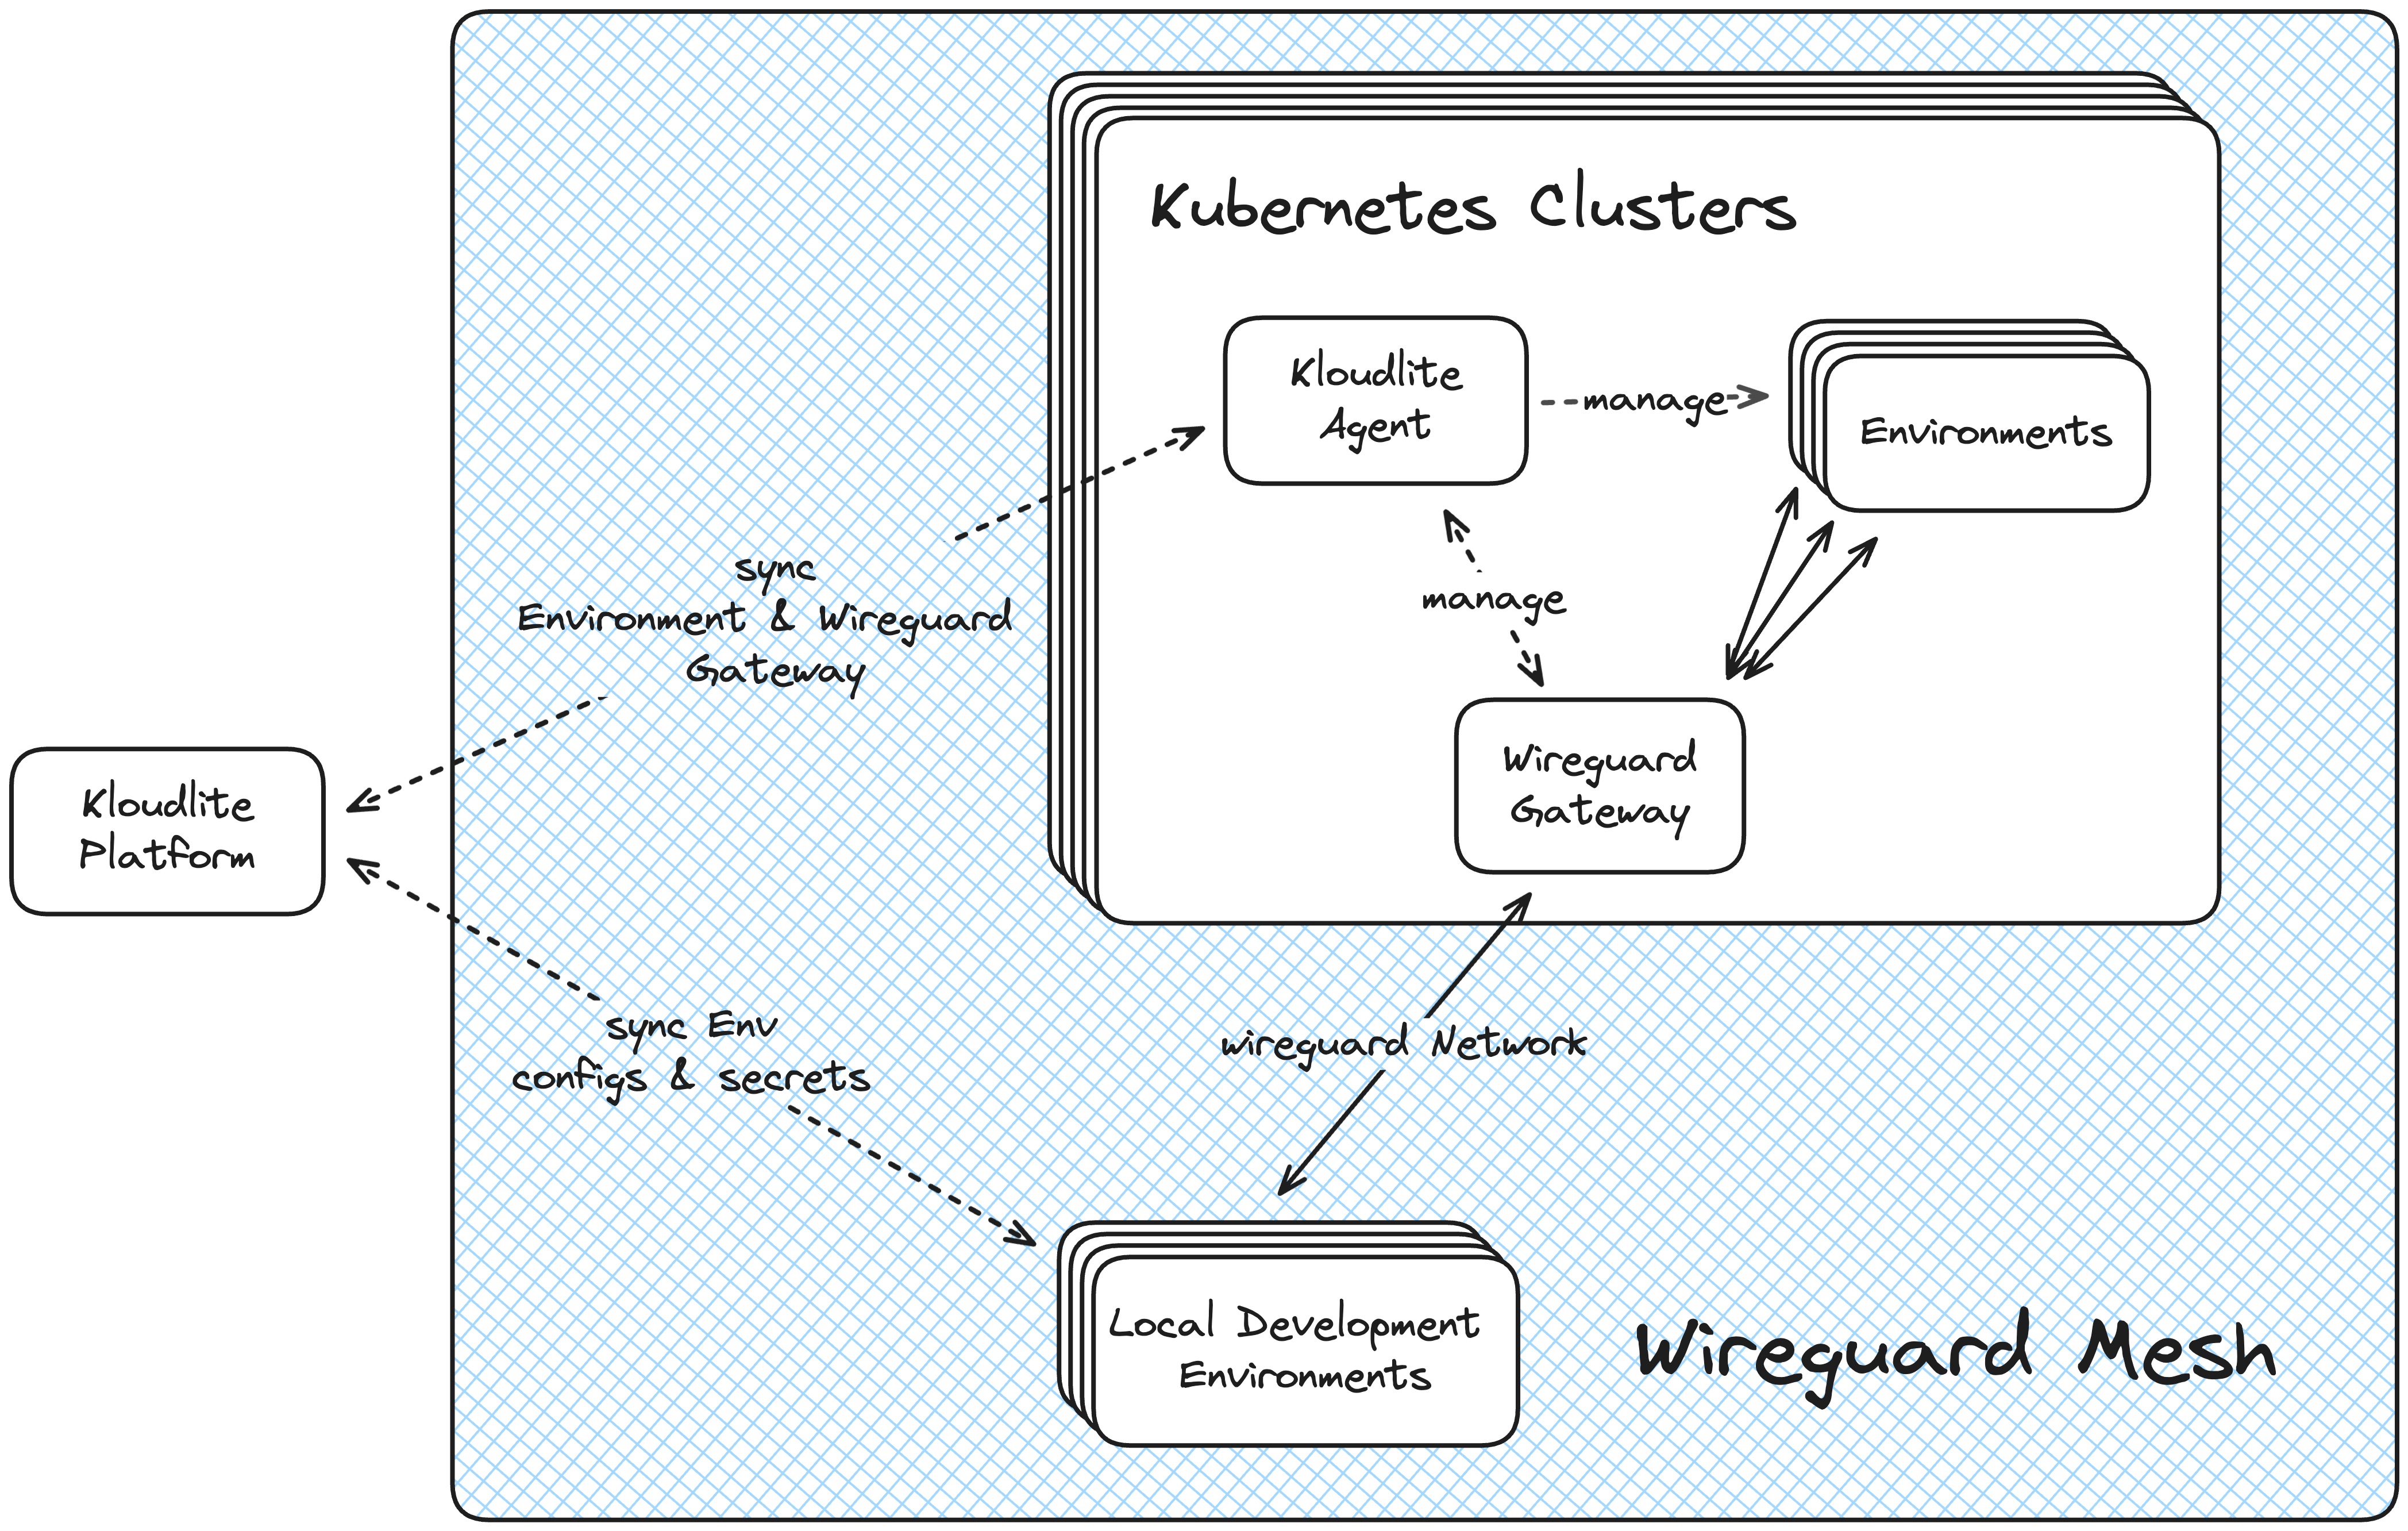 Kubernetes Clusters
Kloudlite
Agent
manage
Environments
sync
Environment & Wireguard
Gateway
manage
Wireguard
Gateway
Kloudlite
Platform
sync Env
configs & secrets
wireguard Network
Local Development
Environments
Wireguard Mesh